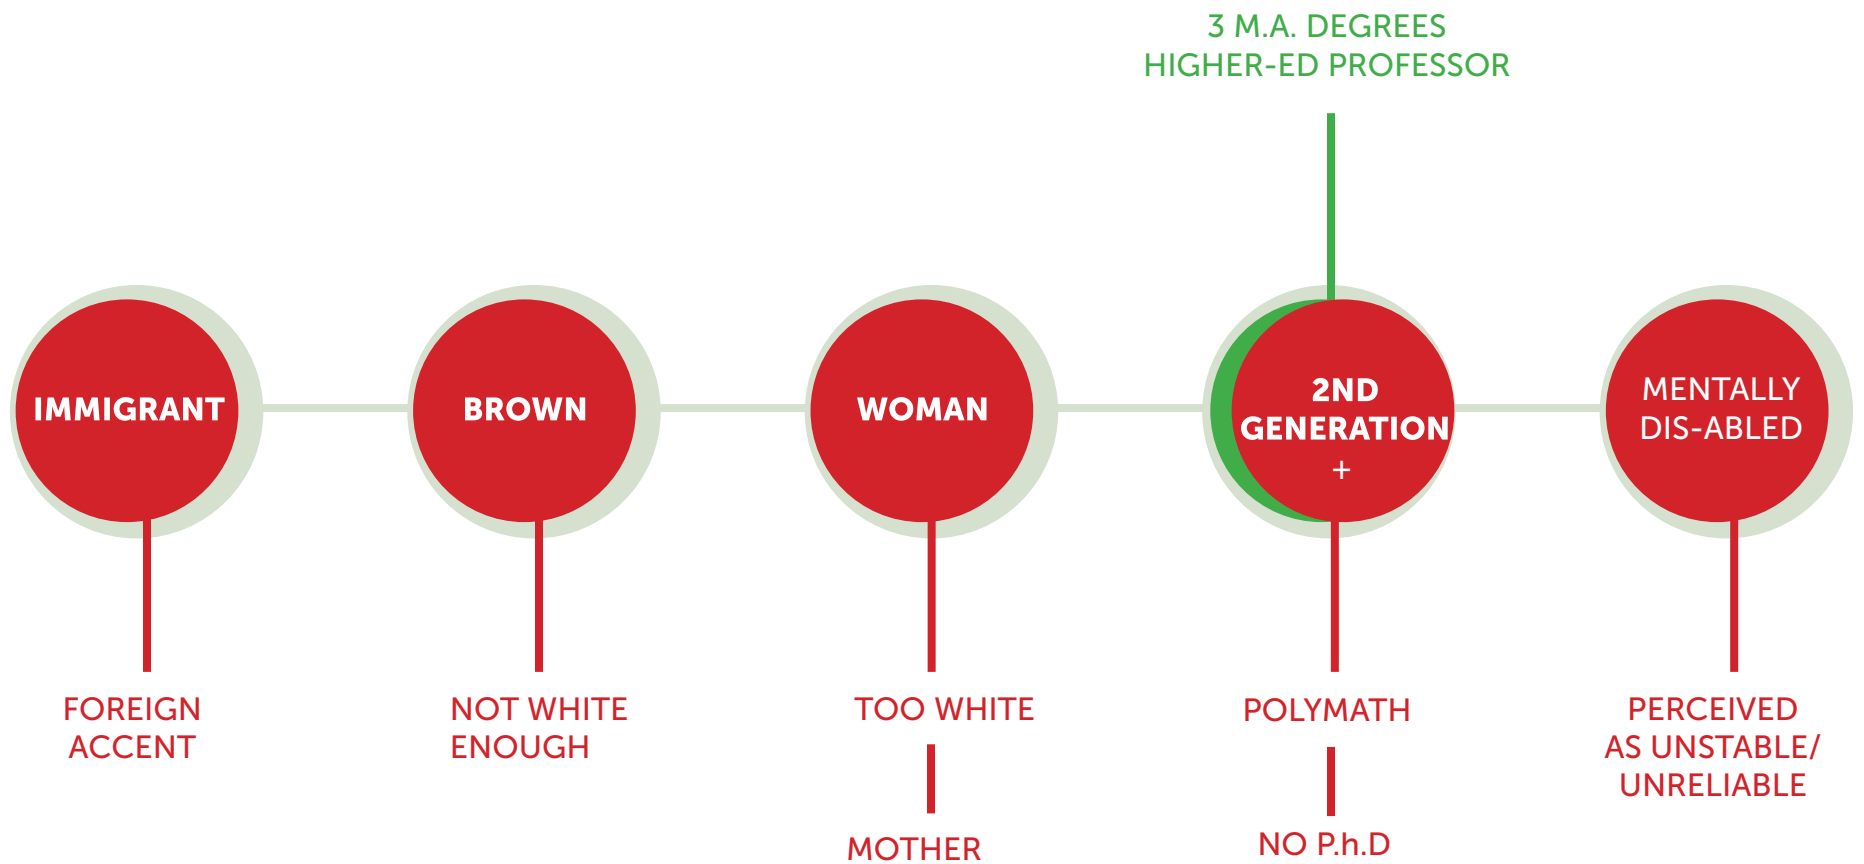 3 M.A. DEGREES
HIGHER-ED PROFESSOR
IMMIGRANT
BROWN
WOMAN
2ND
GENERATION
+
MENTALLY
DIS-ABLED
FOREIGN
ACCENT
NOT WHITE
ENOUGH
TOO WHITE
MOTHER
POLYMATH
NO P.h.D
PERCEIVED
AS UNSTABLE/
UNRELIABLE